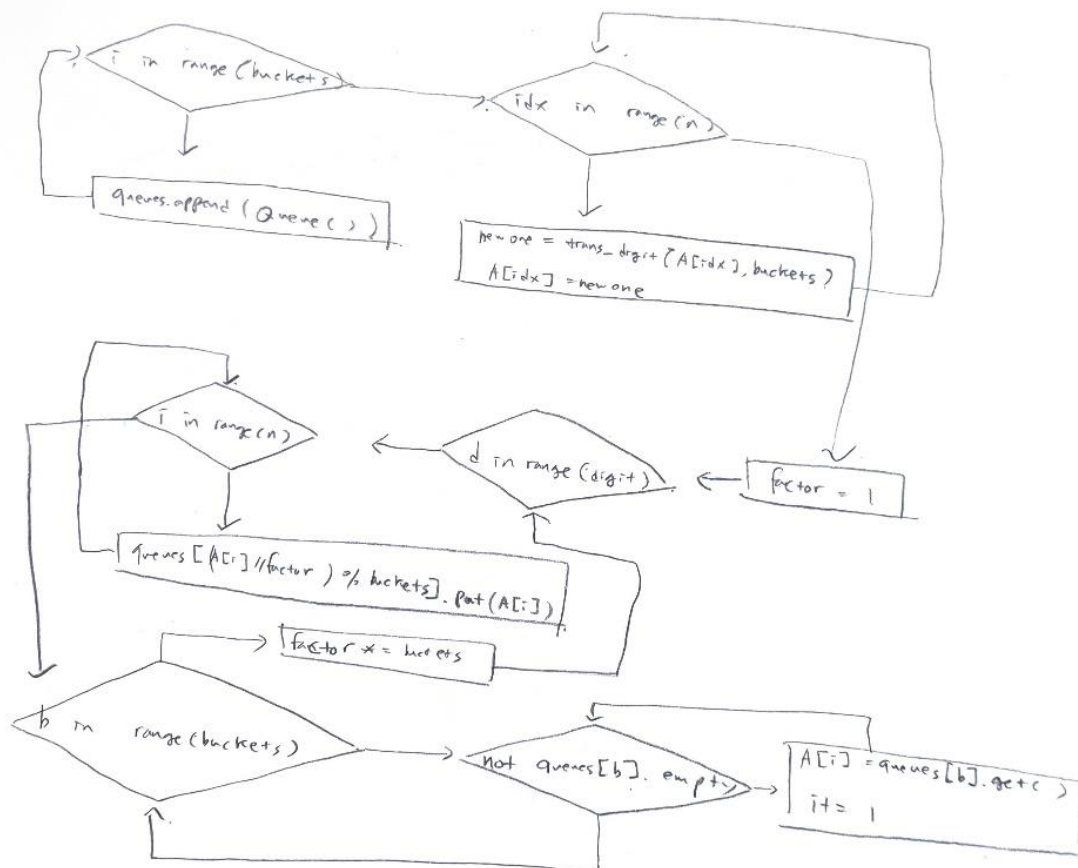 i in range(buckets)
idx in range(n)
queues.append(Queue())
new one = trans_digit(A[idx], buckets)
A[idx] = new one
i in range(n)
d in range(digit)
factor = 1
queues[(A[i]//factor) % buckets].put(A[i])
factor *= buckets
b in range(buckets)
not queues[b].empty
A[i] = queues[b].get()
i+= 1